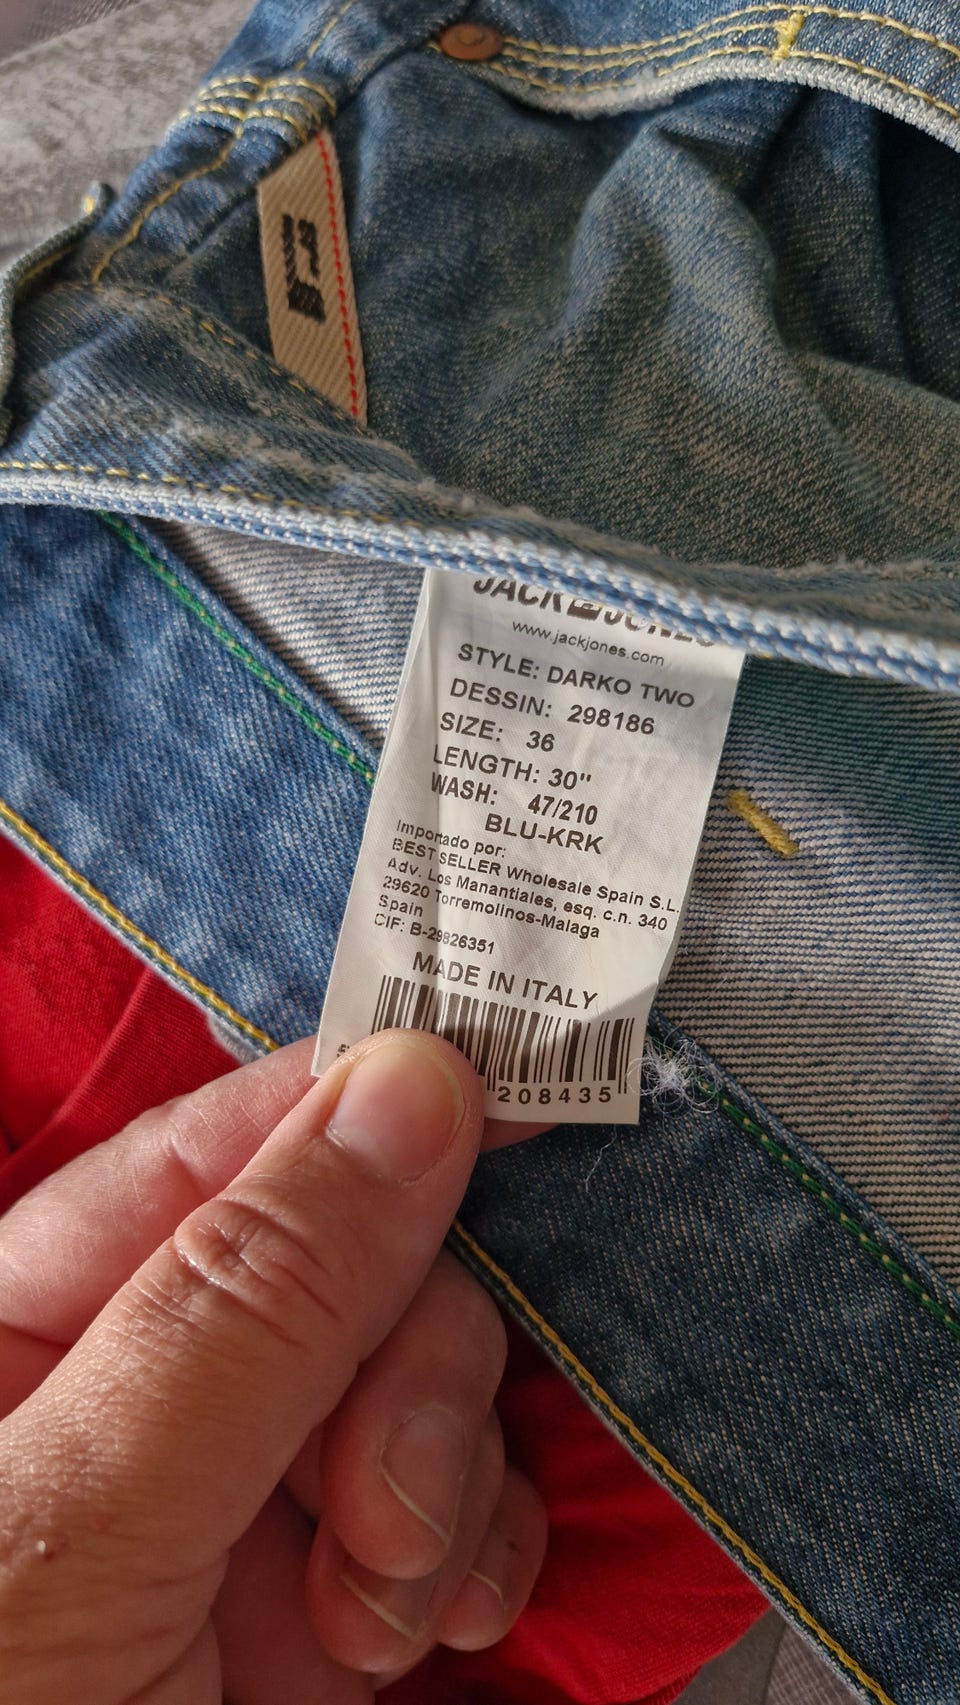 JACK JONES
www.jackjones.com
STYLE: DARKO TWO
DESSIN: 298186
SIZE: 36
LENGTH: 30"
WASH: 47/210
BLU-KRK
Importado por:
BEST SELLER Wholesale Spain S.L.
Adv. Los Manantiales, esq. c.n. 340
29620 Torremolinos-Malaga
Spain
CIF: B-29826351
MADE IN ITALY
208435